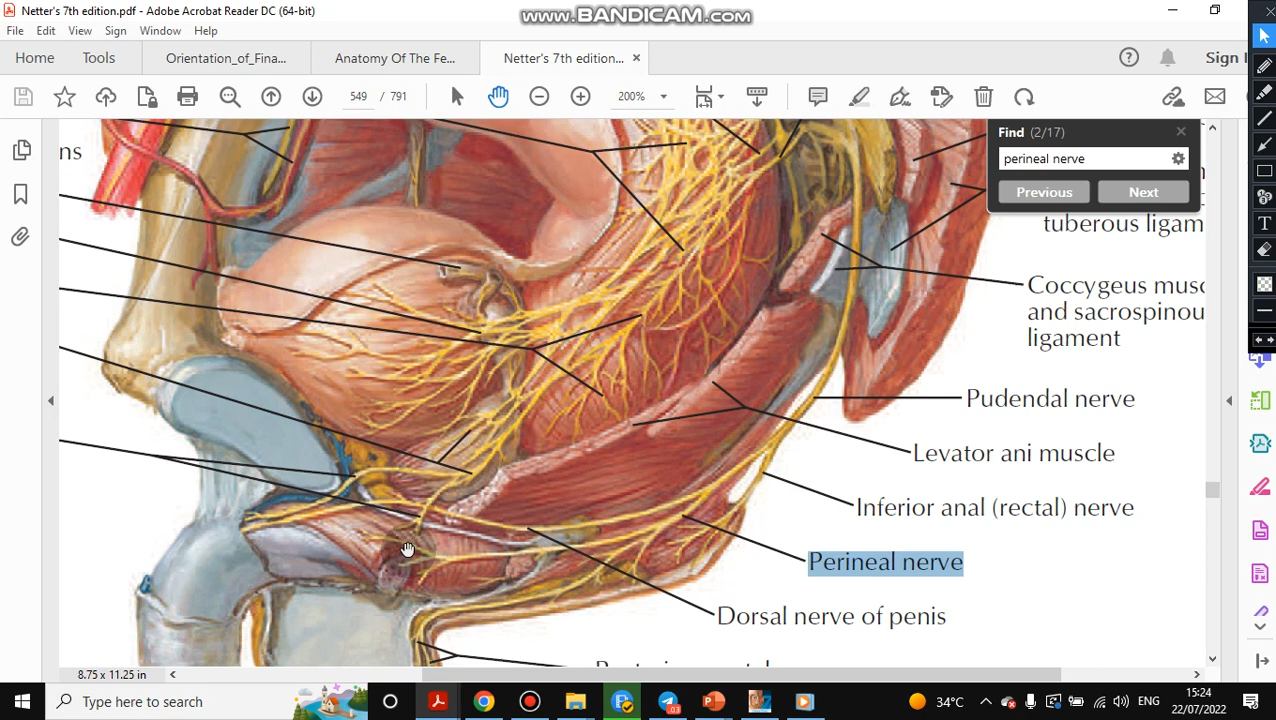 Netter's 7th edition.pdf - Adobe Acrobat Reader DC (64-bit)
www.BANDICAM.com
File Edit View Sign Window Help
Home Tools Orientation_of_Fina... Anatomy Of The Fe... Netter's 7th edition... × Sign I
549 / 791 200%
Find (2/17)
perineal nerve
Previous Next
ns
tuberous ligam
Coccygeus musc
and sacrospinou
ligament
Pudendal nerve
Levator ani muscle
Inferior anal (rectal) nerve
Perineal nerve
Dorsal nerve of penis
8.75 x 11.25 in
Type here to search
34°C ENG 15:24
22/07/2022